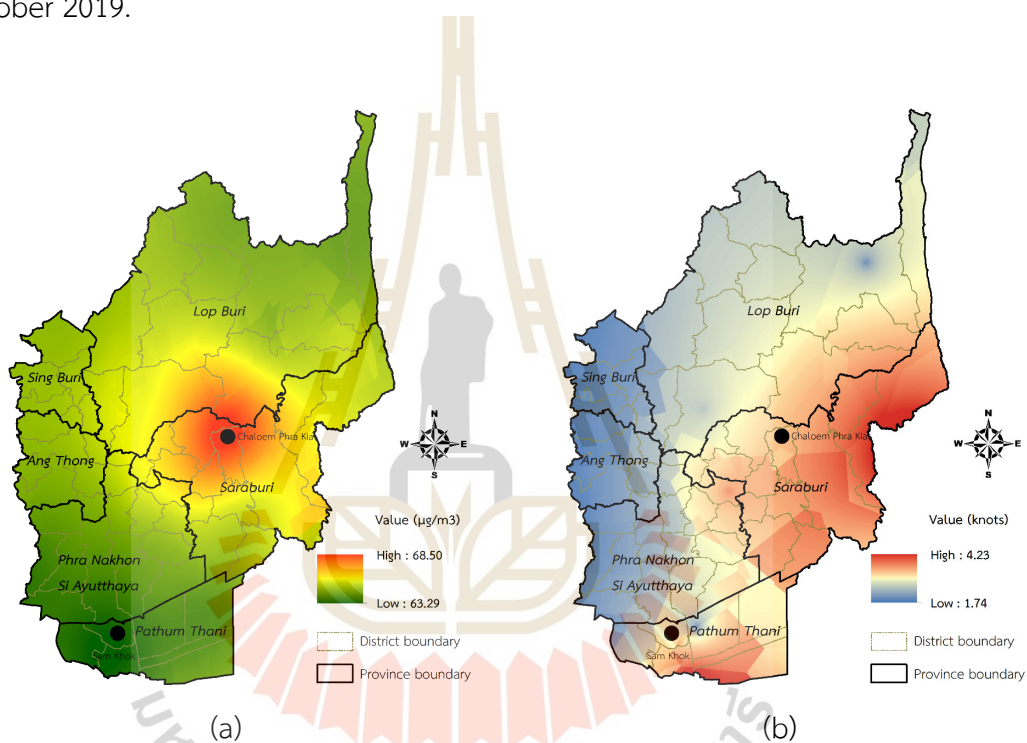 ober 2019.
Lop Buri
Sing Buri
Chaloem Phra Kia
Ang Thong
Saraburi
Phra Nakhon
Si Ayutthaya
Pathum Thani
Sam Khok
N
W
E
S
Value (µg/m3)
High : 68.50
Low : 63.29
District boundary
Province boundary
(a)
Lop Buri
Sing Buri
Chaloem Phra Kia
Ang Thong
Saraburi
Phra Nakhon
Si Ayutthaya
Pathum Thani
Sam Khok
N
W
E
S
Value (knots)
High : 4.23
Low : 1.74
District boundary
Province boundary
(b)